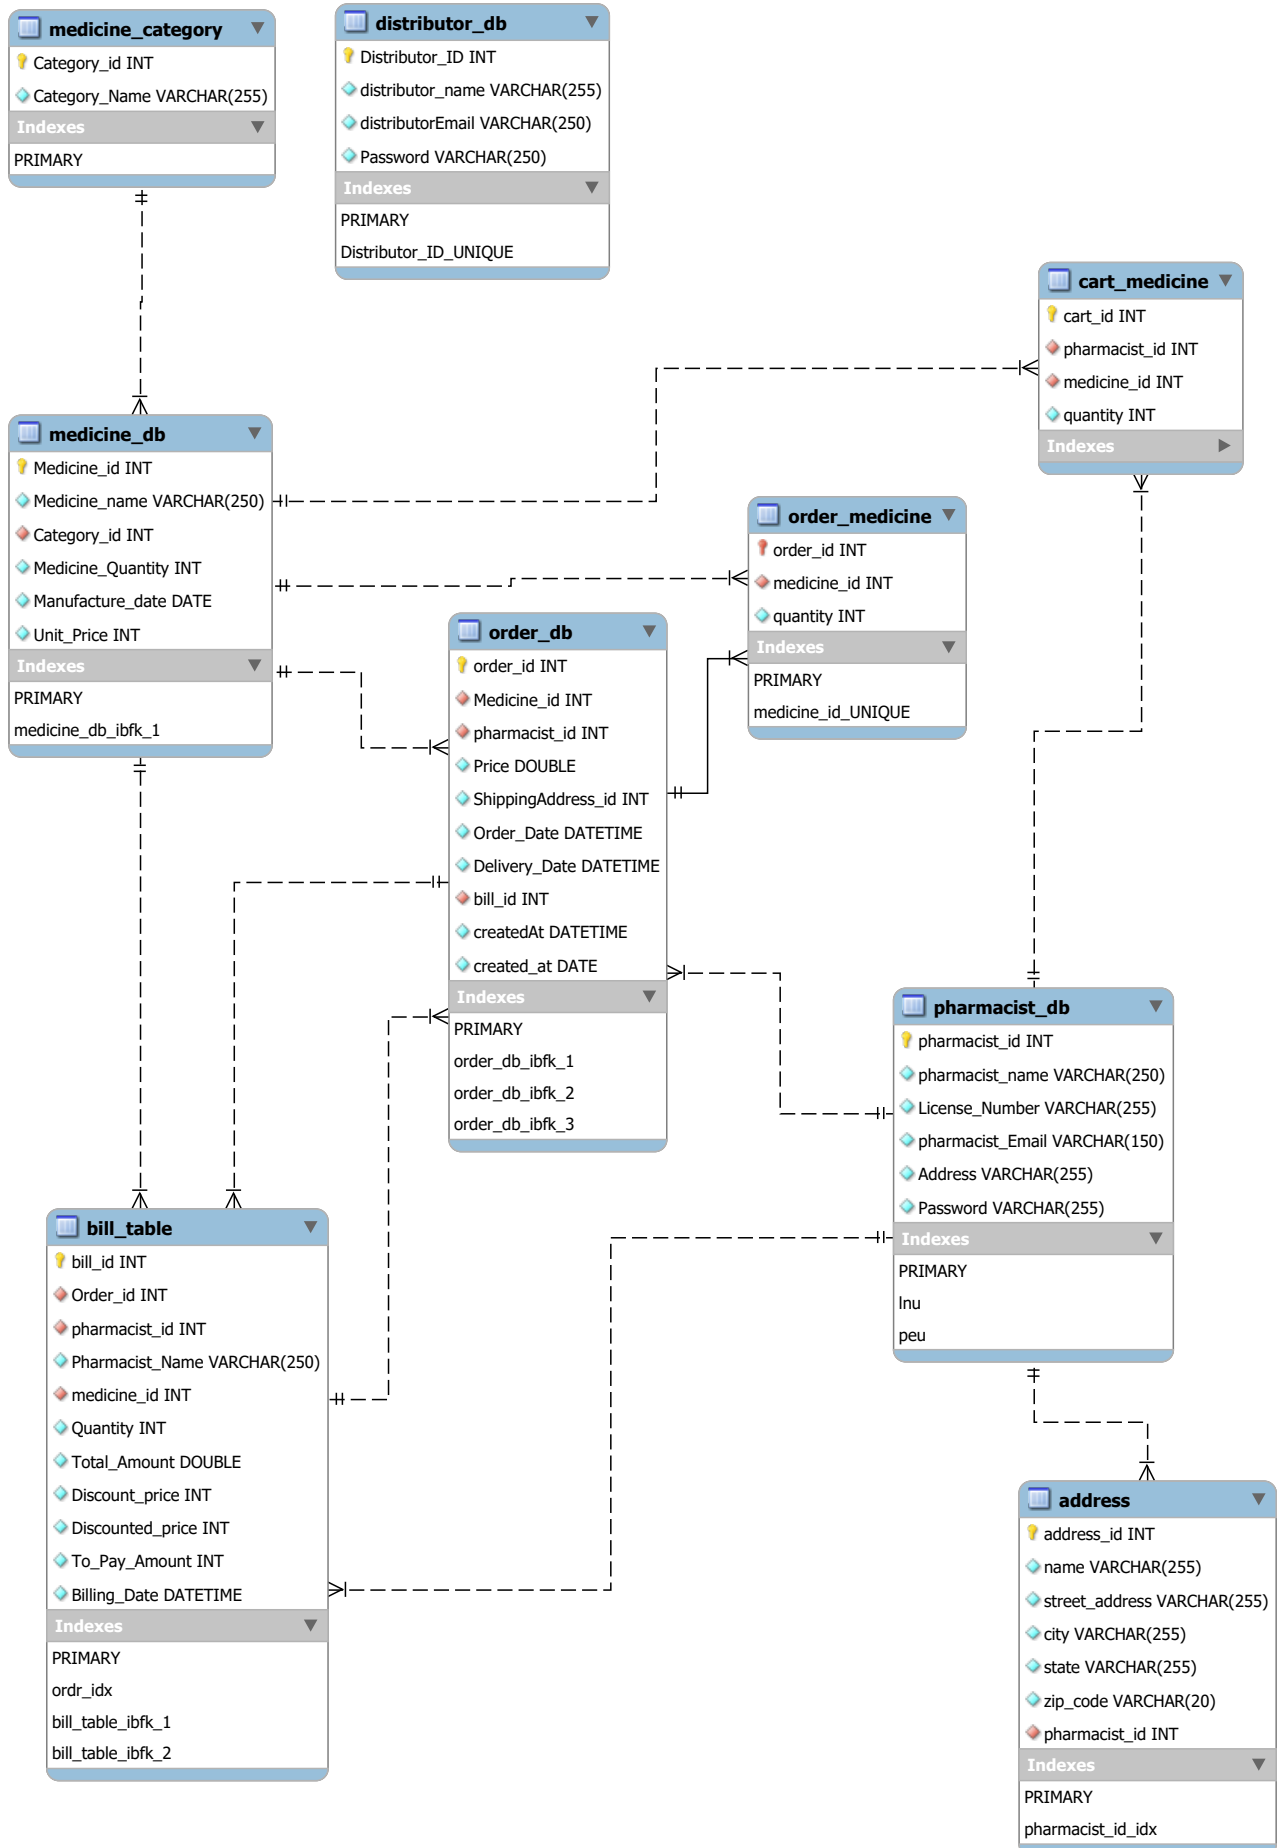 medicine_category
Category_id INT
Category_Name VARCHAR(255)
Indexes
PRIMARY
distributor_db
Distributor_ID INT
distributor_name VARCHAR(255)
distributorEmail VARCHAR(250)
Password VARCHAR(250)
Indexes
PRIMARY
Distributor_ID_UNIQUE
cart_medicine
cart_id INT
pharmacist_id INT
medicine_id INT
quantity INT
Indexes
medicine_db
Medicine_id INT
Medicine_name VARCHAR(250)
Category_id INT
Medicine_Quantity INT
Manufacture_date DATE
Unit_Price INT
Indexes
PRIMARY
medicine_db_ibfk_1
order_medicine
order_id INT
medicine_id INT
quantity INT
Indexes
PRIMARY
medicine_id_UNIQUE
order_db
order_id INT
Medicine_id INT
pharmacist_id INT
Price DOUBLE
ShippingAddress_id INT
Order_Date DATETIME
Delivery_Date DATETIME
bill_id INT
createdAt DATETIME
created_at DATE
Indexes
PRIMARY
order_db_ibfk_1
order_db_ibfk_2
order_db_ibfk_3
pharmacist_db
pharmacist_id INT
pharmacist_name VARCHAR(250)
License_Number VARCHAR(255)
pharmacist_Email VARCHAR(150)
Address VARCHAR(255)
Password VARCHAR(255)
Indexes
PRIMARY
lnu
peu
bill_table
bill_id INT
Order_id INT
pharmacist_id INT
Pharmacist_Name VARCHAR(250)
medicine_id INT
Quantity INT
Total_Amount DOUBLE
Discount_price INT
Discounted_price INT
To_Pay_Amount INT
Billing_Date DATETIME
Indexes
PRIMARY
ordr_idx
bill_table_ibfk_1
bill_table_ibfk_2
address
address_id INT
name VARCHAR(255)
street_address VARCHAR(255)
city VARCHAR(255)
state VARCHAR(255)
zip_code VARCHAR(20)
pharmacist_id INT
Indexes
PRIMARY
pharmacist_id_idx